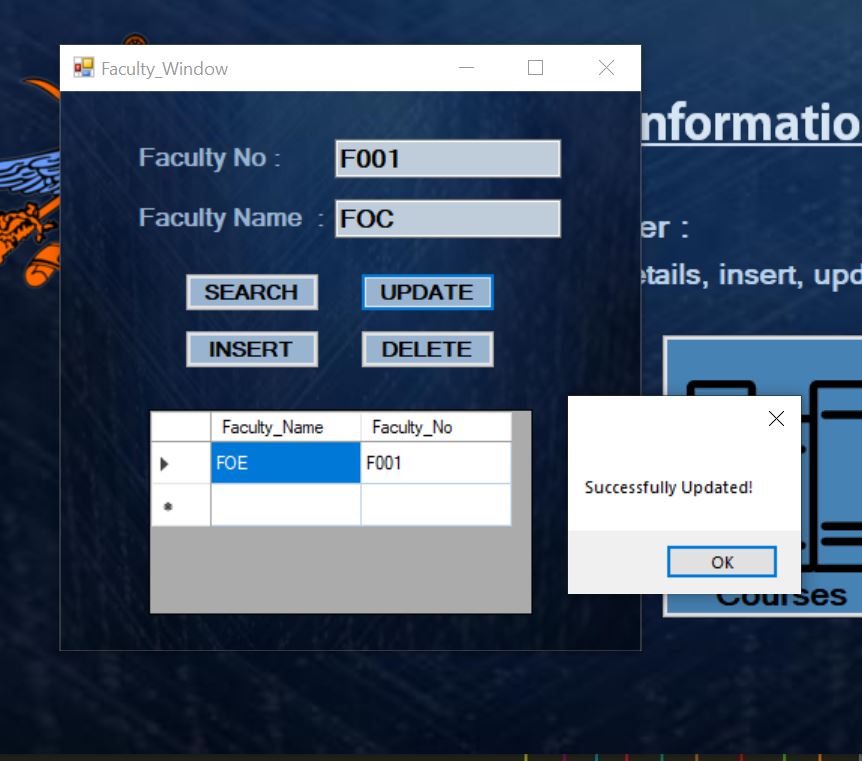 Faculty_Window
nformatio
Faculty No :
F001
Faculty Name :
FOC
er :
etails, insert, upd
SEARCH
UPDATE
INSERT
DELETE
Faculty_Name
Faculty_No
FOE
F001
Successfully Updated!
OK
Courses